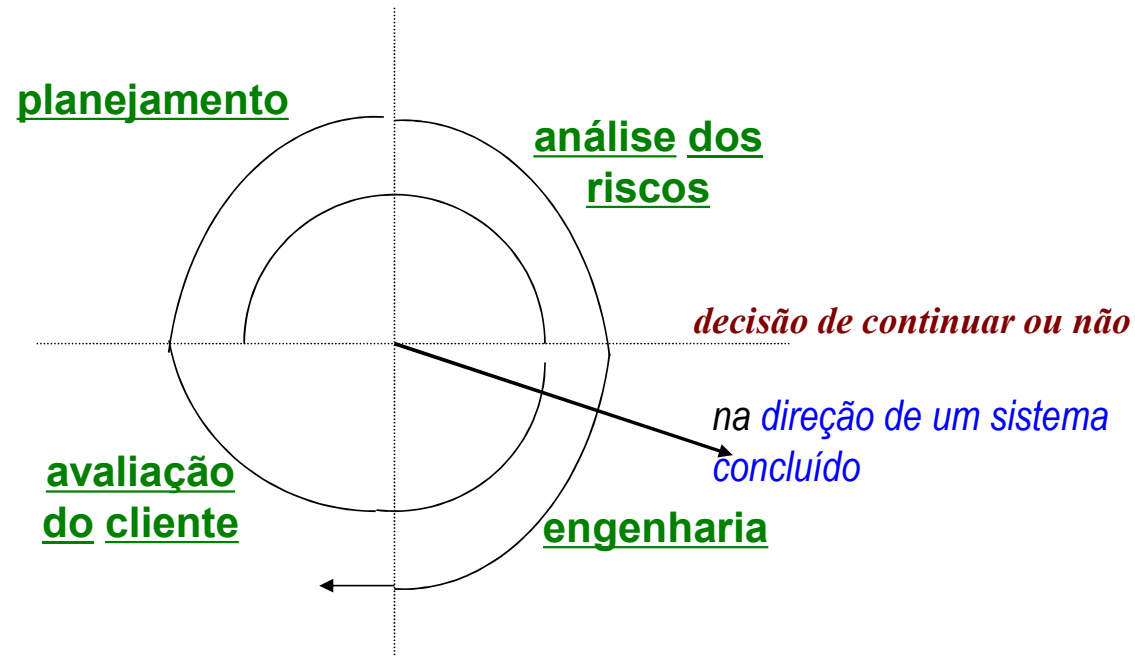 planejamento
análise dos
riscos
decisão de continuar ou não
na direção de um sistema
concluído
avaliação
do cliente
engenharia